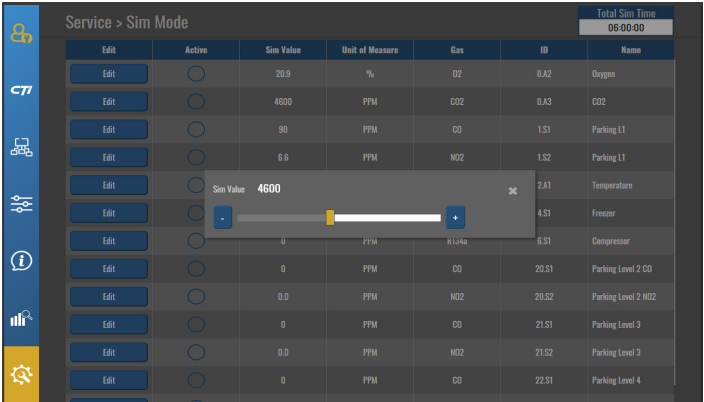 Service > Sim Mode
Total Sim Time
06:00:00
Edit Active Sim Value Unit of Measure Gas ID Name
Edit 20.9 % O2 0.A2 Oxygen
CTI
Edit 4600 PPM CO2 0.A3 CO2
Edit 90 PPM CO 1.S1 Parking L1
Edit 6.6 PPM NO2 1.S2 Parking L1
Edit 2.A1 Temperature
Sim Value 4600 ×
Edit 4.S1 Freezer
- +
Edit 0 PPM R134a 6.S1 Compressor
Edit 0 PPM CO 20.S1 Parking Level 2 CO
Edit 0.0 PPM NO2 20.S2 Parking Level 2 NO2
Edit 0 PPM CO 21.S1 Parking Level 3
Edit 0.0 PPM NO2 21.S2 Parking Level 3
Edit 0 PPM CO 22.S1 Parking Level 4